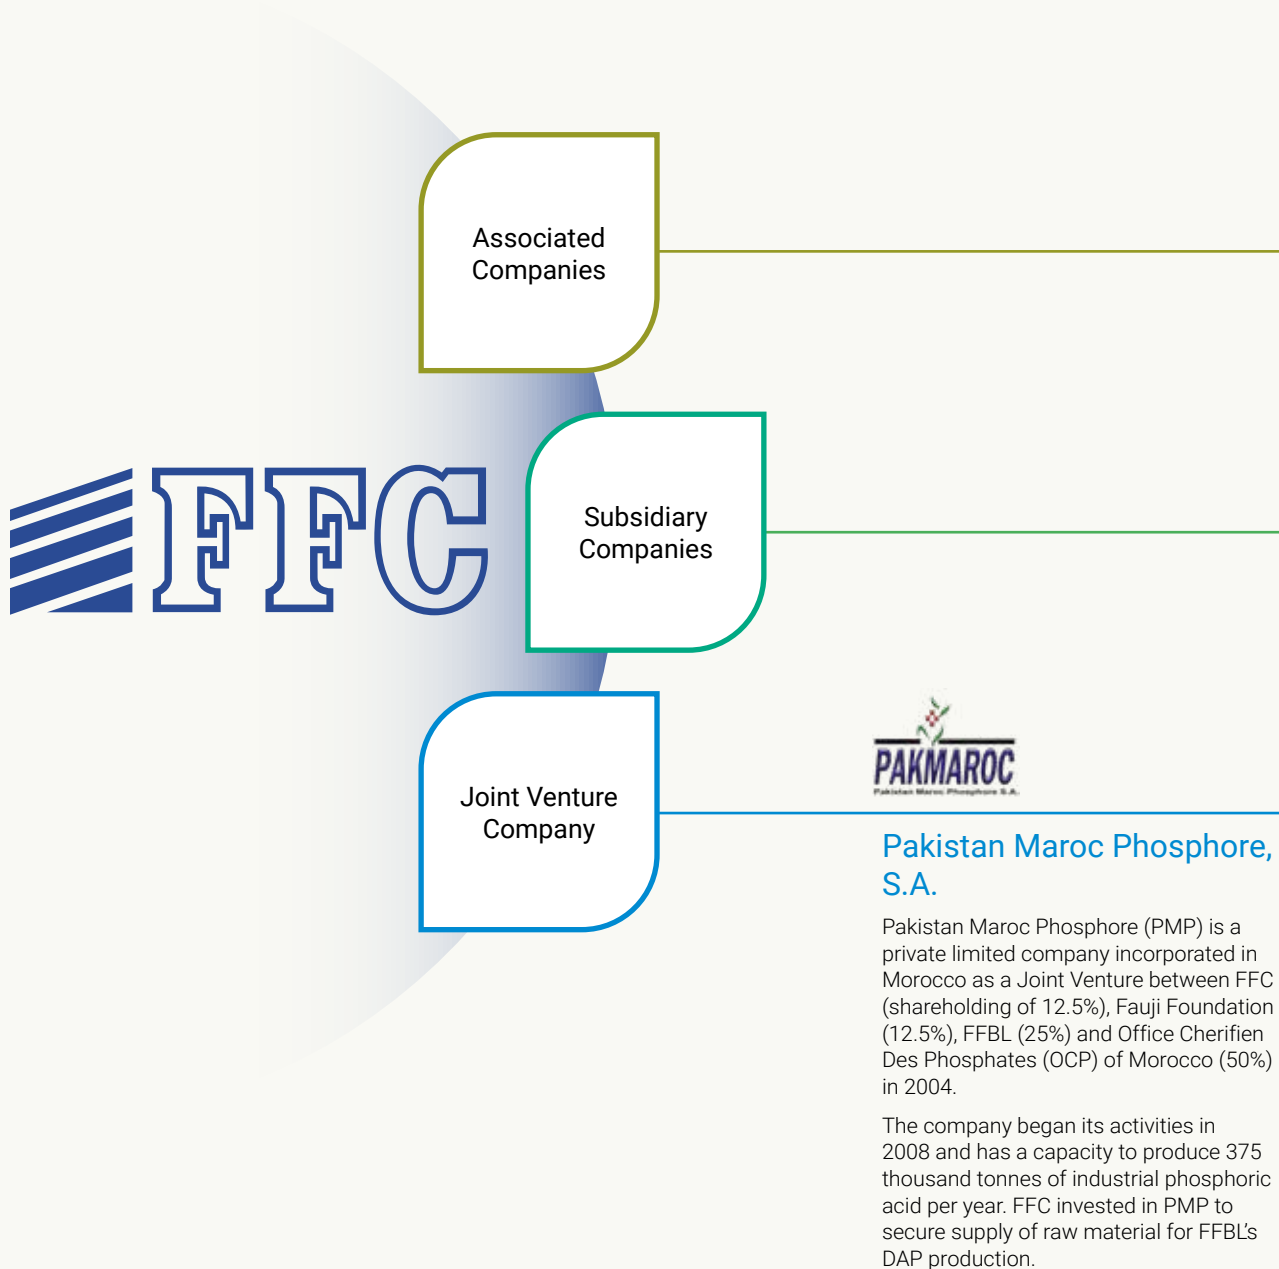 Associated
Companies
FFC
Subsidiary
Companies
PAKMAROC
Pakistan Maroc Phosphore S.A.
Joint Venture
Company
Pakistan Maroc Phosphore,
S.A.
Pakistan Maroc Phosphore (PMP) is a
private limited company incorporated in
Morocco as a Joint Venture between FFC
(shareholding of 12.5%), Fauji Foundation
(12.5%), FFBL (25%) and Office Cherifien
Des Phosphates (OCP) of Morocco (50%)
in 2004.
The company began its activities in
2008 and has a capacity to produce 375
thousand tonnes of industrial phosphoric
acid per year. FFC invested in PMP to
secure supply of raw material for FFBL’s
DAP production.